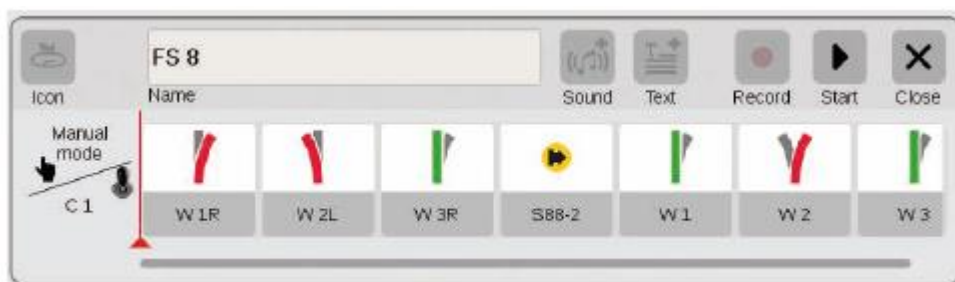 FS 8
Icon Name Sound Text Record Start Close
Manual
mode
C 1
W 1R W 2L W 3R S88-2 W 1 W 2 W 3